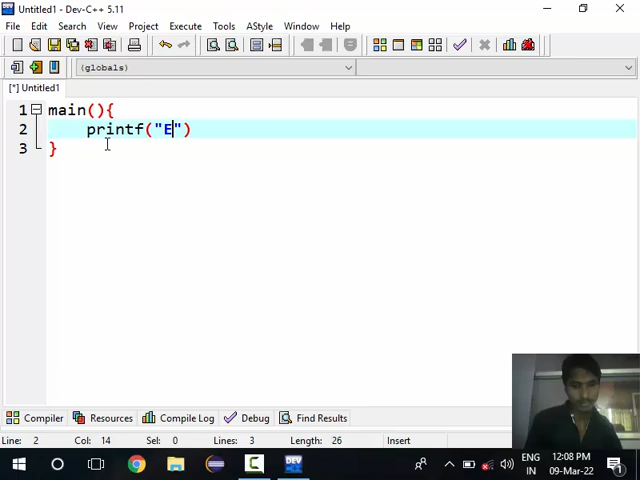 Untitled1 - Dev-C++ 5.11
File Edit Search View Project Execute Tools AStyle Window Help
(globals)
[*] Untitled1
1 main(){
2 printf("E")
3 }
Compiler Resources Compile Log Debug Find Results
Line: 2 Col: 14 Sel: 0 Lines: 3 Length: 26 Insert
ENG 12:08 PM
IN 09-Mar-22 1